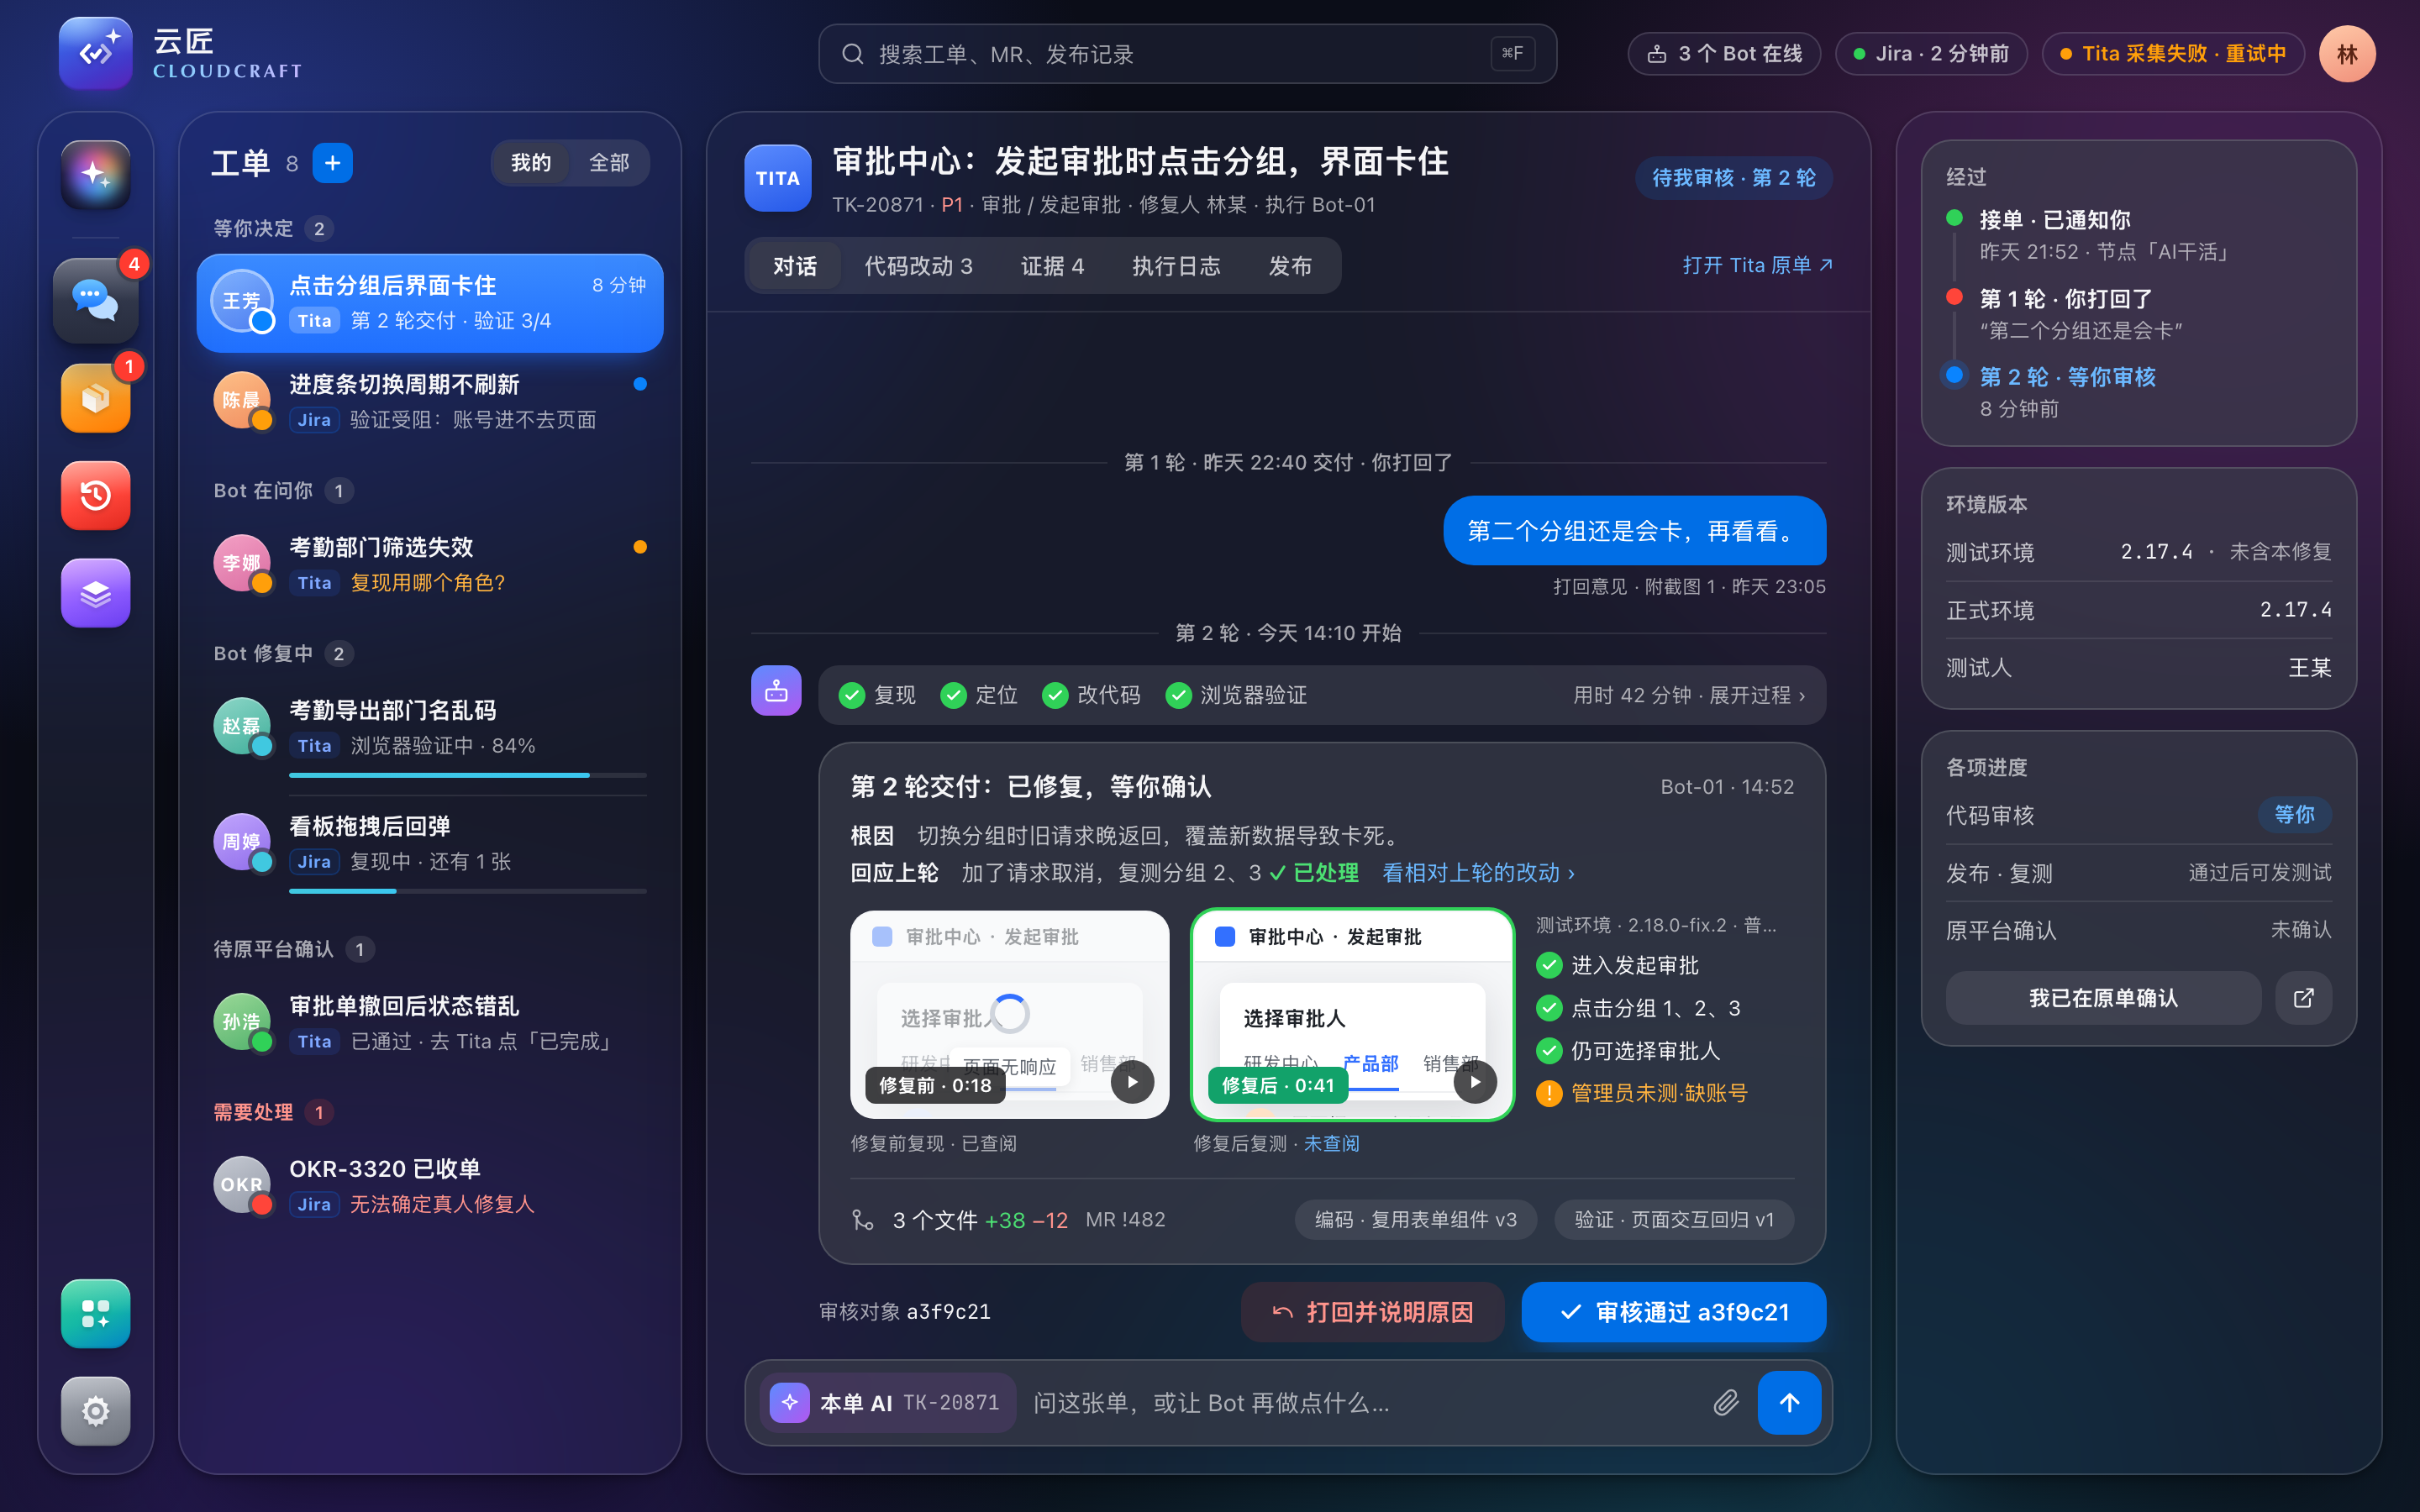 云匠
CLOUDCRAFT
搜索工单、MR、发布记录
⌘F
3 个 Bot 在线
Jira · 2 分钟前
Tita 采集失败 · 重试中
林
4
1
工单 8 +
我的 全部
等你决定 2
王芳
点击分组后界面卡住 8 分钟
Tita 第 2 轮交付 · 验证 3/4
陈晨
进度条切换周期不刷新
Jira 验证受阻：账号进不去页面
Bot 在问你 1
李娜
考勤部门筛选失效
Tita 复现用哪个角色?
Bot 修复中 2
赵磊
考勤导出部门名乱码
Tita 浏览器验证中 · 84%
周婷
看板拖拽后回弹
Jira 复现中 · 还有 1 张
待原平台确认 1
孙浩
审批单撤回后状态错乱
Tita 已通过 · 去 Tita 点「已完成」
需要处理 1
OKR
OKR-3320 已收单
Jira 无法确定真人修复人
TITA
审批中心：发起审批时点击分组，界面卡住
TK-20871 · P1 · 审批 / 发起审批 · 修复人 林某 · 执行 Bot-01
待我审核 · 第 2 轮
对话 代码改动 3 证据 4 执行日志 发布
打开 Tita 原单 ↗
第 1 轮 · 昨天 22:40 交付 · 你打回了
第二个分组还是会卡，再看看。
打回意见 · 附截图 1 · 昨天 23:05
第 2 轮 · 今天 14:10 开始
复现 定位 改代码 浏览器验证
用时 42 分钟 · 展开过程 ›
第 2 轮交付：已修复，等你确认
Bot-01 · 14:52
根因 切换分组时旧请求晚返回，覆盖新数据导致卡死。
回应上轮 加了请求取消，复测分组 2、3 ✓ 已处理 看相对上轮的改动 ›
审批中心 · 发起审批
选择审批人
页面无响应
销售部
修复前 · 0:18
修复前复现 · 已查阅
审批中心 · 发起审批
选择审批人
研发中心 产品部 销售部
修复后 · 0:41
修复后复测 · 未查阅
测试环境 · 2.18.0-fix.2 · 普...
进入发起审批
点击分组 1、2、3
仍可选择审批人
管理员未测·缺账号
3 个文件 +38 −12 MR !482
编码 · 复用表单组件 v3
验证 · 页面交互回归 v1
审核对象 a3f9c21
打回并说明原因
审核通过 a3f9c21
本单 AI TK-20871
问这张单，或让 Bot 再做点什么...
经过
接单 · 已通知你
昨天 21:52 · 节点「AI干活」
第 1 轮 · 你打回了
“第二个分组还是会卡”
第 2 轮 · 等你审核
8 分钟前
环境版本
测试环境 2.17.4 · 未含本修复
正式环境 2.17.4
测试人 王某
各项进度
代码审核 等你
发布 · 复测 通过后可发测试
原平台确认 未确认
我已在原单确认